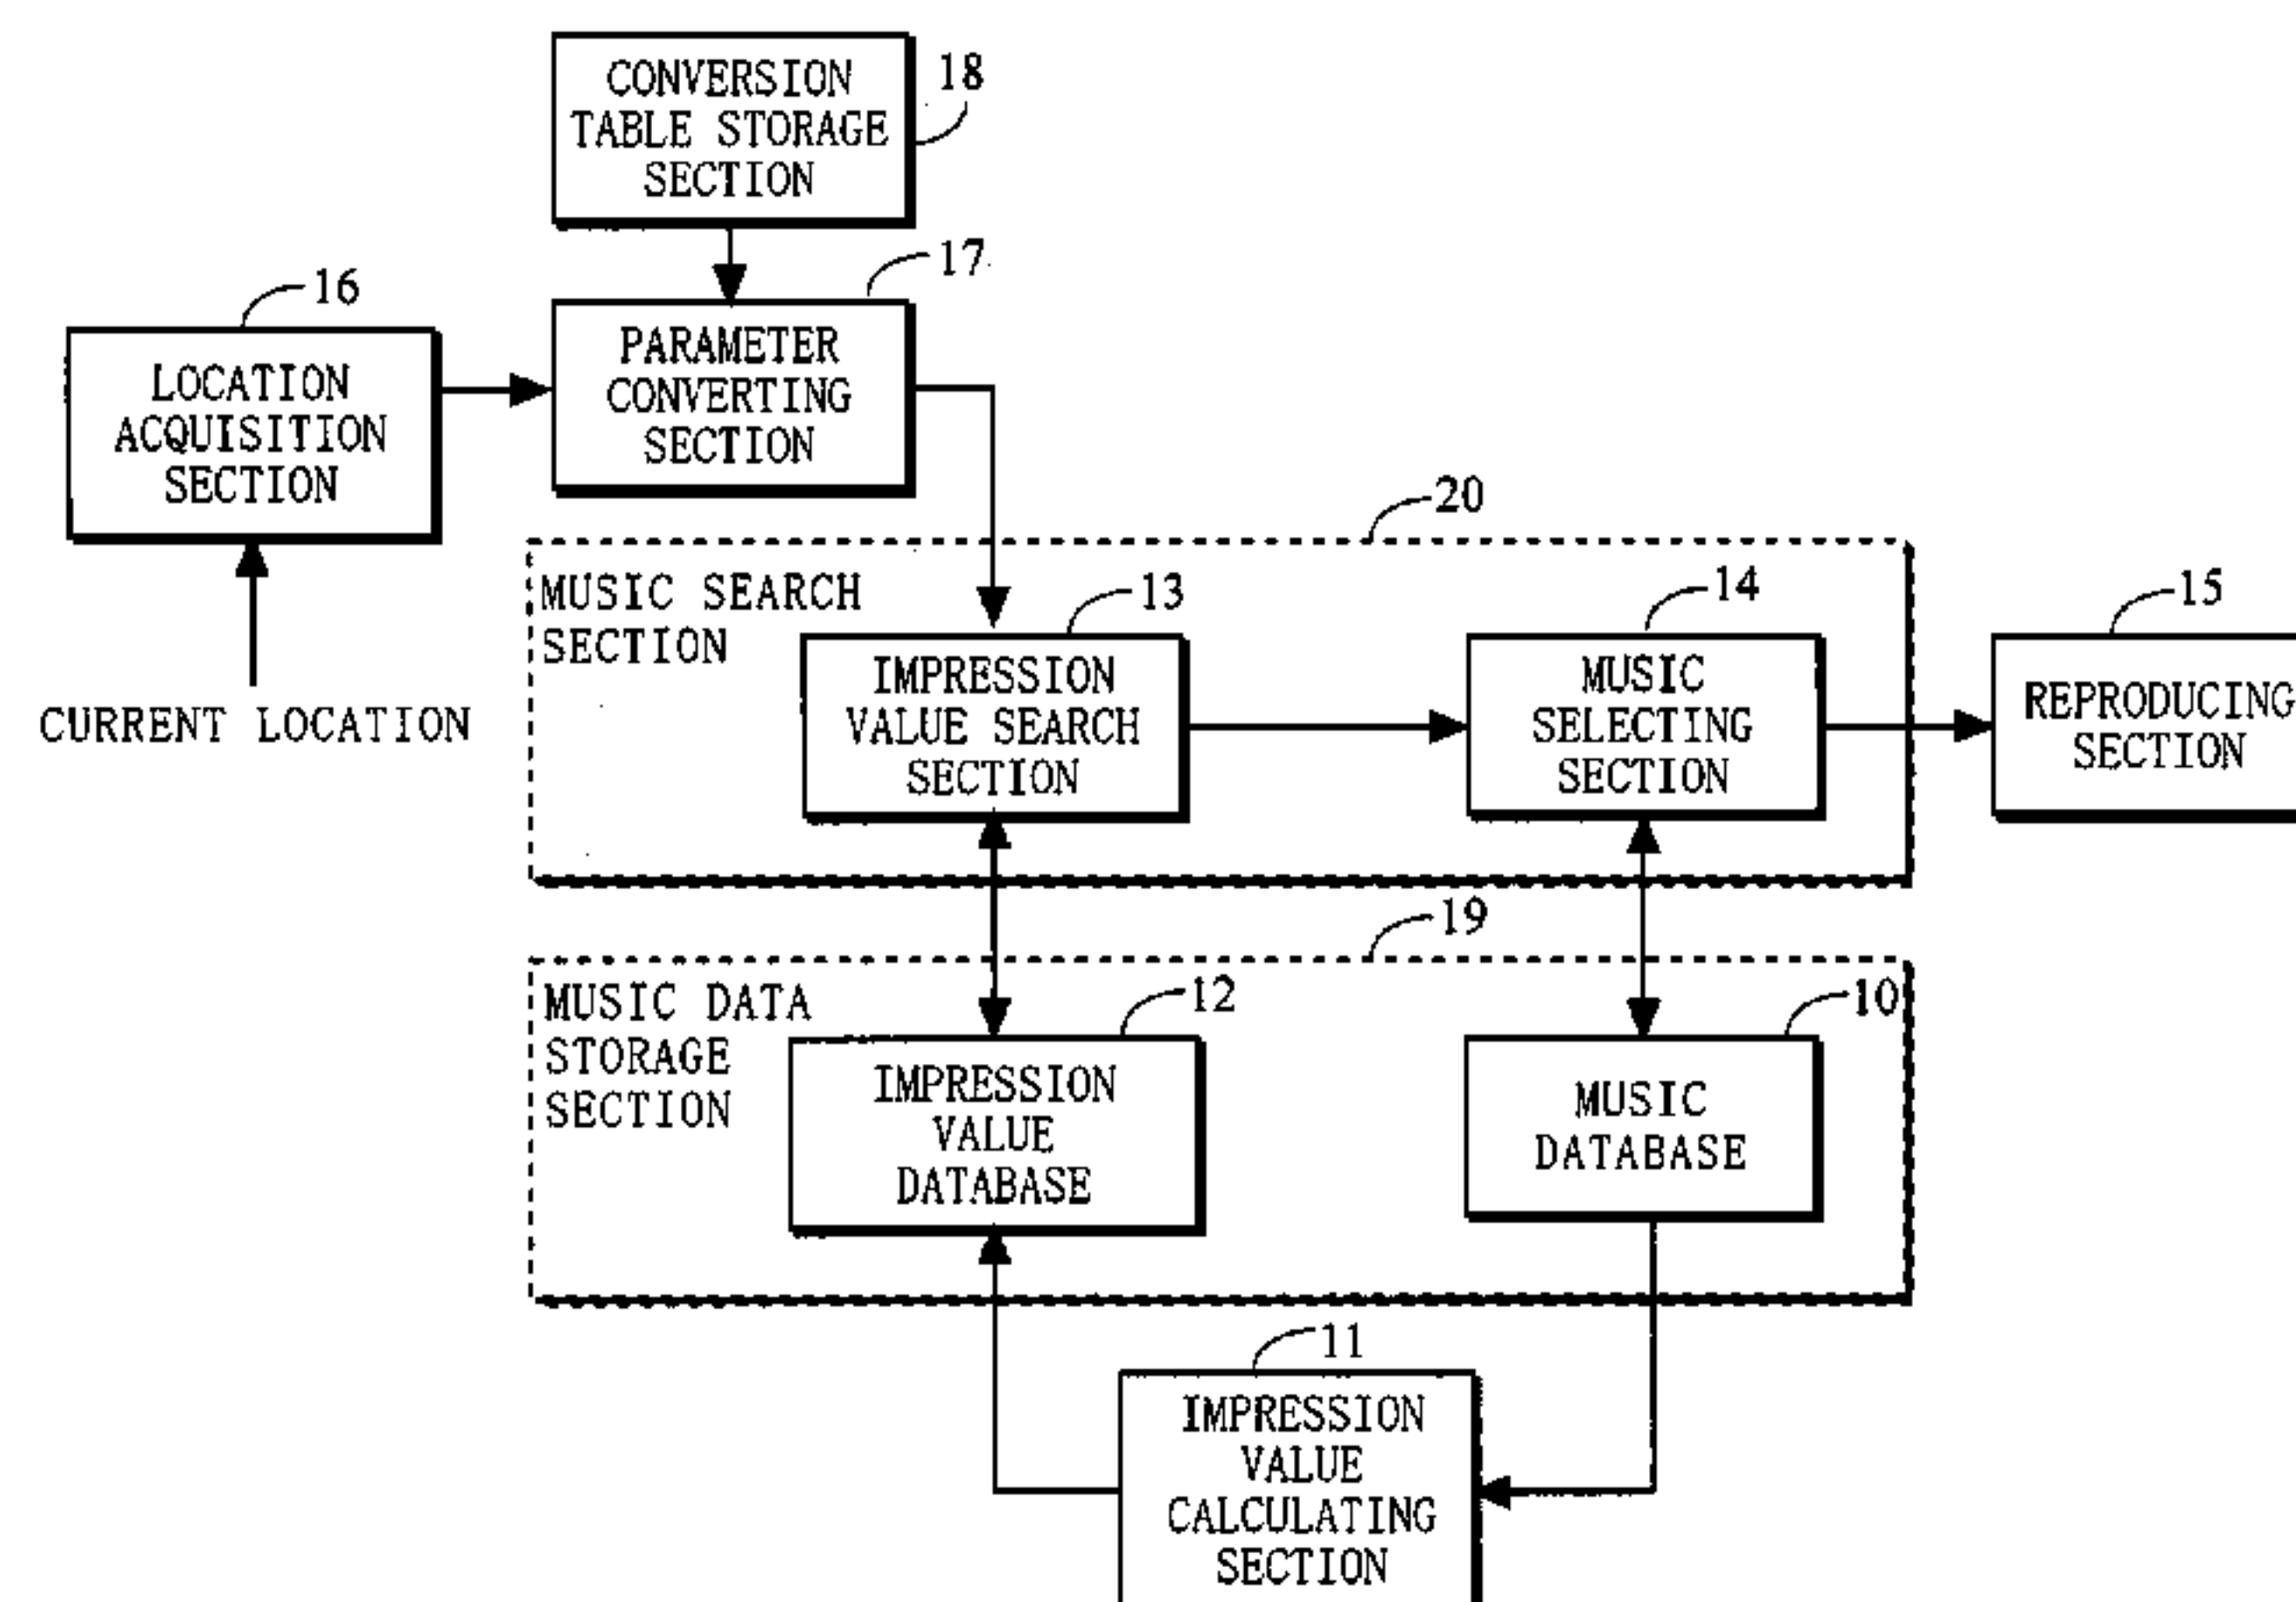 CONVERSION
TABLE STORAGE
SECTION
18
17
16
PARAMETER
CONVERTING
SECTION
LOCATION
ACQUISITION
SECTION
CURRENT LOCATION
20
MUSIC SEARCH
SECTION
13
IMPRESSION
VALUE SEARCH
SECTION
14
MUSIC
SELECTING
SECTION
15
REPRODUCING
SECTION
19
MUSIC DATA
STORAGE
SECTION
12
IMPRESSION
VALUE
DATABASE
10
MUSIC
DATABASE
11
IMPRESSION
VALUE
CALCULATING
SECTION